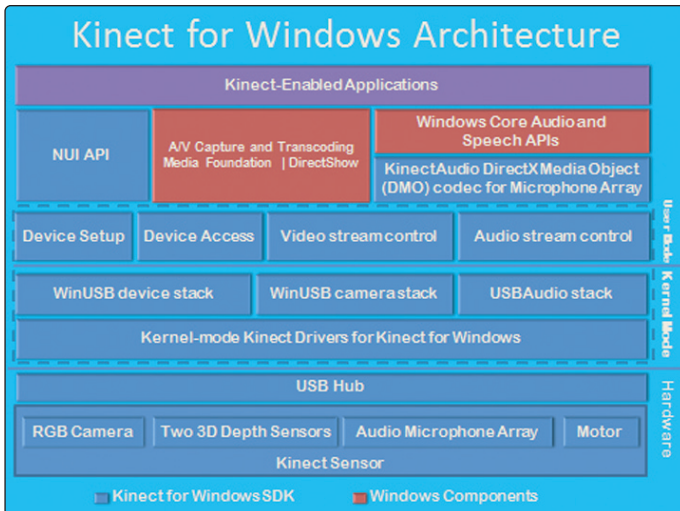 Kinect for Windows Architecture
Kinect-Enabled Applications
NUI API
A/V Capture and Transcoding
Media Foundation | DirectShow
Windows Core Audio and
Speech APIs
KinectAudio DirectX Media Object
(DMO) codec for Microphone Array
Device Setup
Device Access
Video stream control
Audio stream control
User Mode
WinUSB device stack
WinUSB camera stack
USBAudio stack
Kernel-mode Kinect Drivers for Kinect for Windows
Kernel Mode
USB Hub
RGB Camera
Two 3D Depth Sensors
Audio Microphone Array
Motor
Kinect Sensor
Hardware
Kinect for Windows SDK
Windows Components